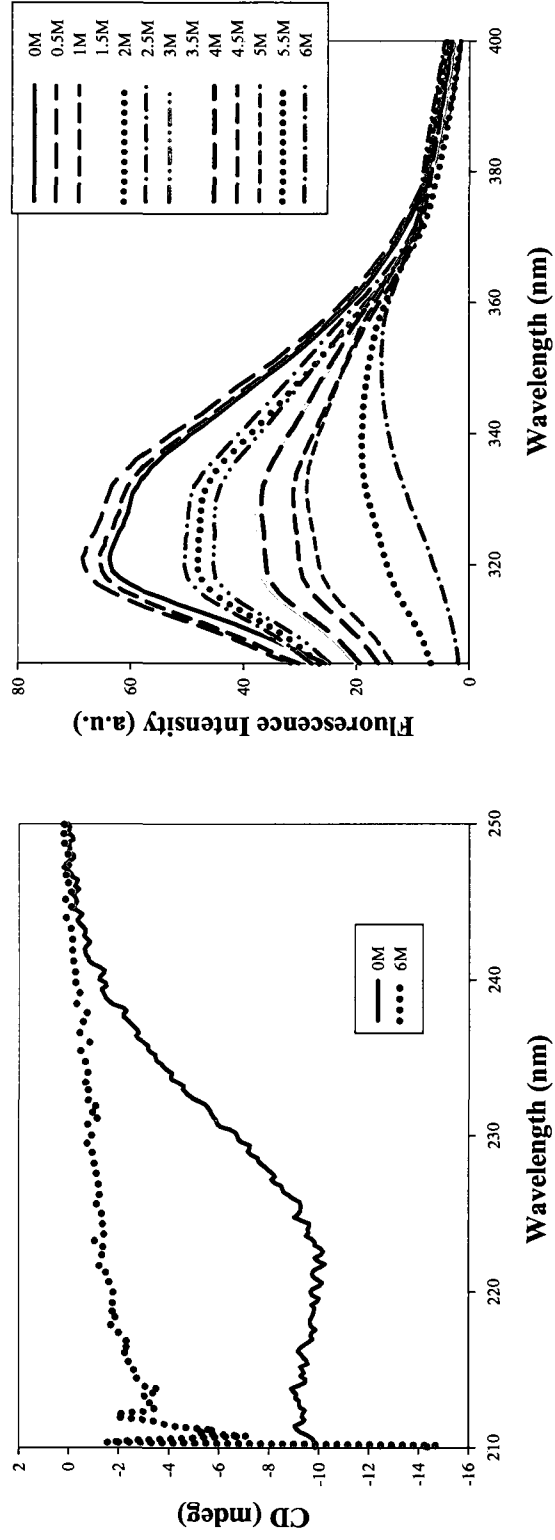 CD (mdeg)
2
0
-2
-4
-6
-8
-10
-12
-14
-16
210
220
230
240
250
Wavelength (nm)
0M
6M
Fluorescence Intensity (a.u.)
80
60
40
20
0
320
340
360
380
400
Wavelength (nm)
0M
0.5M
1M
1.5M
2M
2.5M
3M
3.5M
4M
4.5M
5M
5.5M
6M